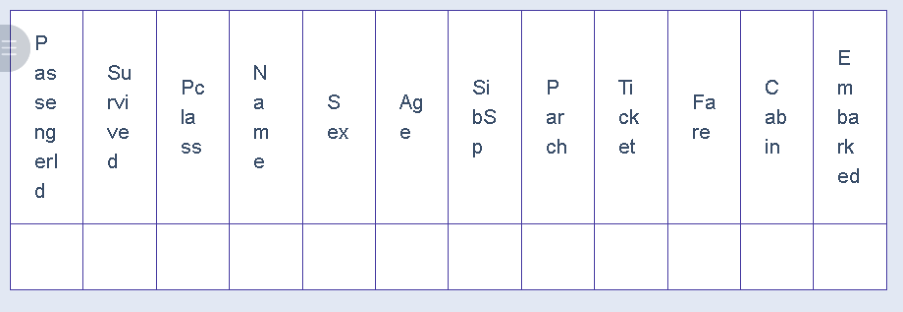 P
as
se
ng
erI
d
Su
rvi
ve
d
Pc
la
ss
N
a
m
e
S
ex
Ag
e
Si
bS
p
P
ar
ch
Ti
ck
et
Fa
re
C
ab
in
E
m
ba
rk
ed